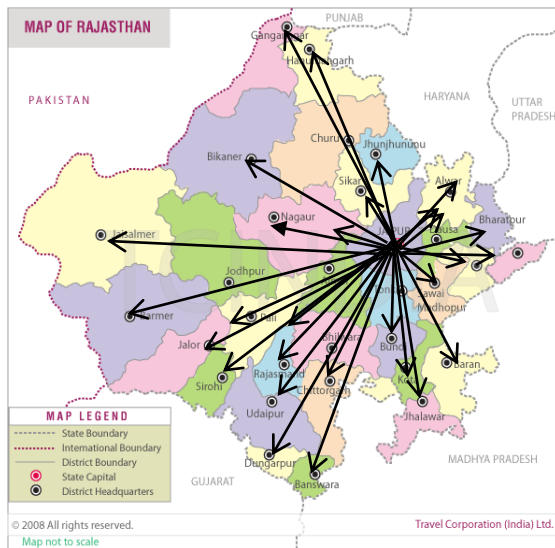 MAP OF RAJASTHAN
PUNJAB
Ganganagar
Hanumangarh
PAKISTAN
HARYANA
UTTAR
PRADESH
Churu
Jhunjhununu
Bikaner
Sikar
Alwar
Nagaur
Bharatpur
Dausa
JAIPUR
Jaisalmer
Jodhpur
Sawai
Madhopur
Barmer
Pali
Jalor
Bhilwara
Bundi
Rajasmand
Baran
Kota
Sirohi
Chittorgarh
Udaipur
Jhalawar
Dungarpur
Banswara
MADHYA PRADESH
GUJARAT
MAP LEGEND
State Boundary
International Boundary
District Boundary
State Capital
District Headquarters
© 2008 All rights reserved.
Travel Corporation (India) Ltd.
Map not to scale